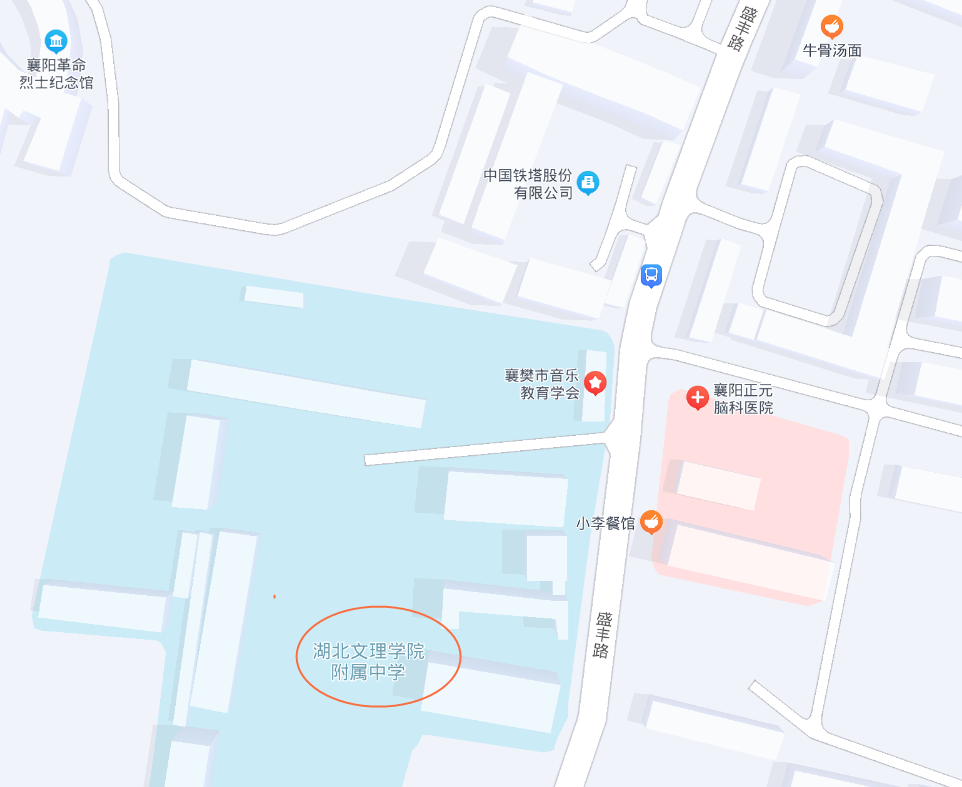 盛丰路
牛骨汤面
襄阳革命
烈士纪念馆
中国铁塔股份
有限公司
襄樊市音乐
教育学会
襄阳正元
脑科医院
小李餐馆
盛丰路
湖北文理学院
附属中学